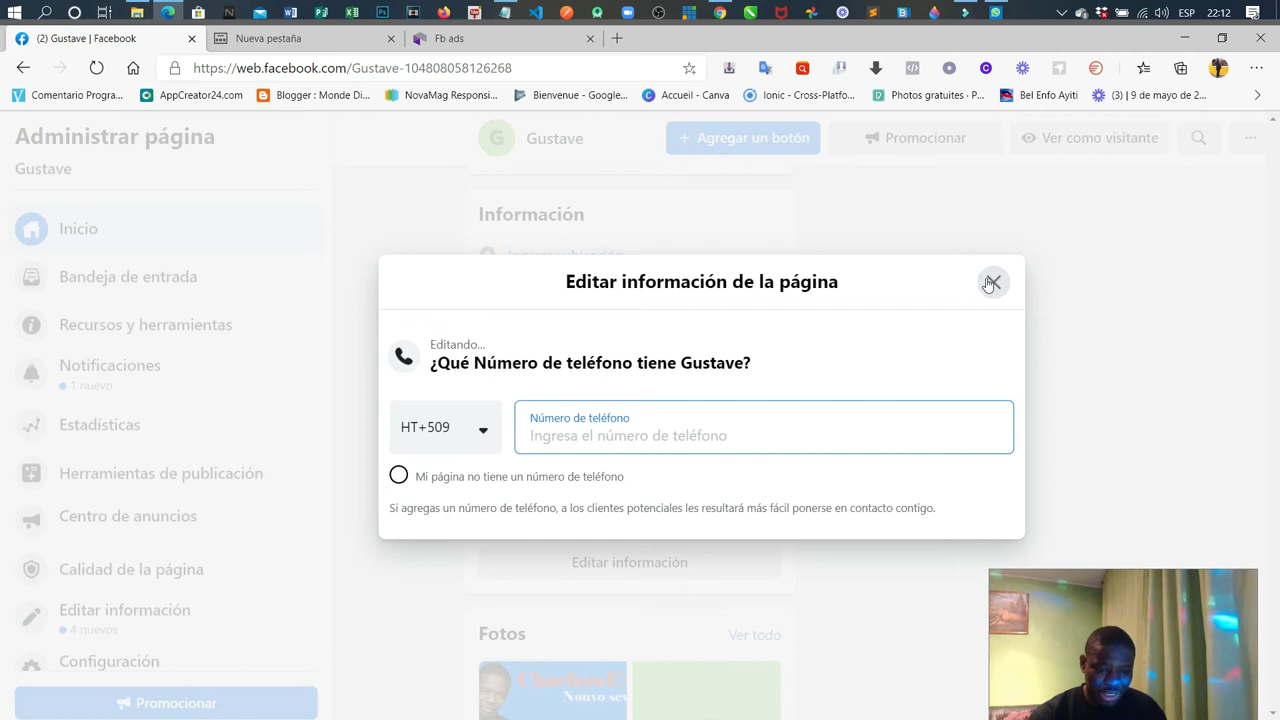 ESP
22:12
(2) Gustave | Facebook
Nueva pestaña
Fb ads
https://web.facebook.com/Gustave-104808058126268
Comentario Progra...
AppCreator24.com
Blogger : Monde Di...
NovaMag Responsi...
Bienvenue - Google...
Accueil - Canva
Ionic - Cross-Platfo...
Photos gratuites - P...
Bel Enfo Ayiti
(3) | 9 de mayo de 2...
Administrar página
Gustave
G
Gustave
+ Agregar un botón
Promocionar
Ver como visitante
Inicio
Bandeja de entrada
Recursos y herramientas
Notificaciones
1 nuevo
Estadísticas
Herramientas de publicación
Centro de anuncios
Calidad de la página
Editar información
4 nuevos
Configuración
Promocionar
Información
Editar información de la página
Editando...
¿Qué Número de teléfono tiene Gustave?
HT+509
Número de teléfono
Ingresa el número de teléfono
Mi página no tiene un número de teléfono
Si agregas un número de teléfono, a los clientes potenciales les resultará más fácil ponerse en contacto contigo.
Editar información
Fotos
Ver todo